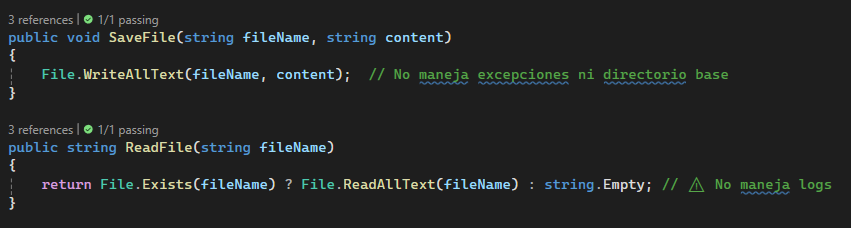 3 references | 1/1 passing
public void SaveFile(string fileName, string content)
{
    File.WriteAllText(fileName, content);  // No maneja excepciones ni directorio base
}
3 references | 1/1 passing
public string ReadFile(string fileName)
{
    return File.Exists(fileName) ? File.ReadAllText(fileName) : string.Empty; // ⚠ No maneja logs
}